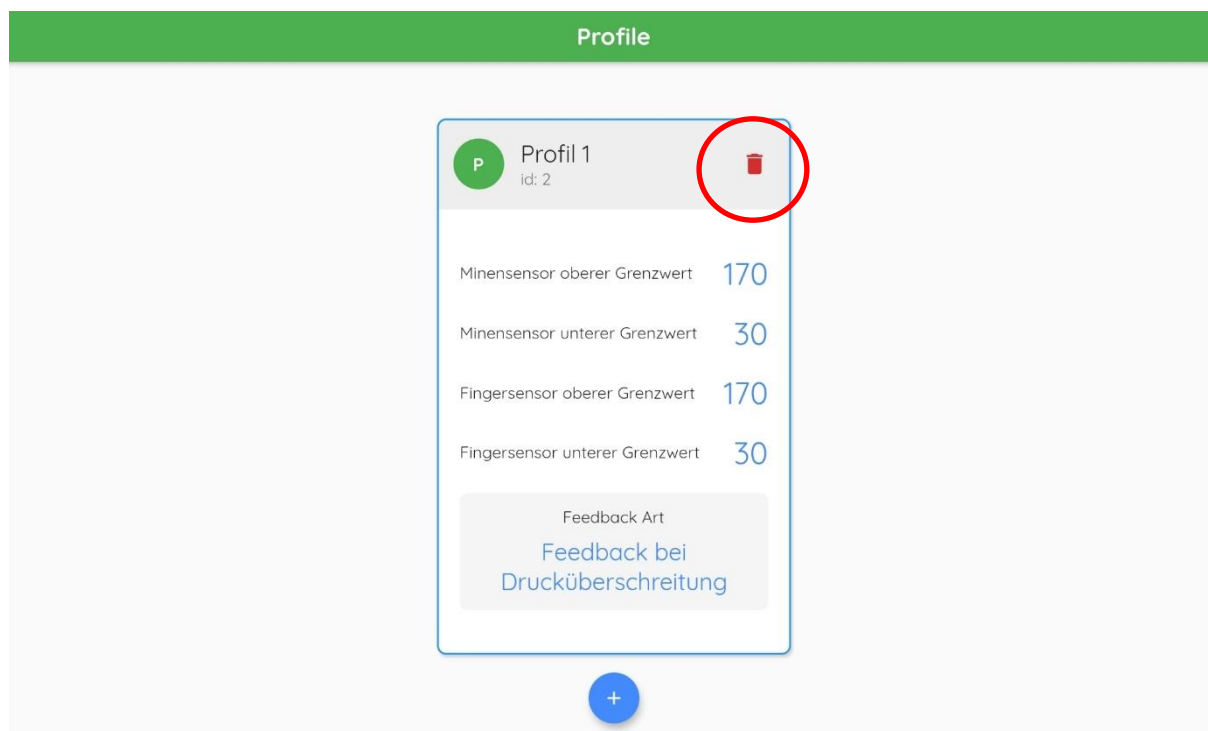 Profile
P
Profil 1
id: 2
Minensensor oberer Grenzwert 170
Minensensor unterer Grenzwert 30
Fingersensor oberer Grenzwert 170
Fingersensor unterer Grenzwert 30
Feedback Art
Feedback bei
Drucküberschreitung
+